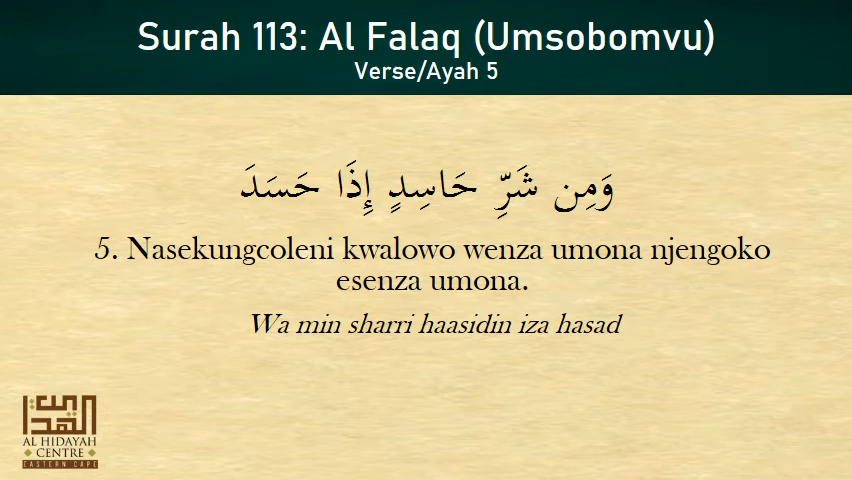 Surah 113: Al Falaq (Umsobomvu)
Verse/Ayah 5
وَمِن شَرِّ حَاسِدٍ إِذَا حَسَدَ
5. Nasekungcoleni kwalowo wenza umona njengoko
esenza umona.
Wa min sharri haasidin iza hasad
الهداية
AL HIDAYAH
CENTRE
EASTERN CAPE